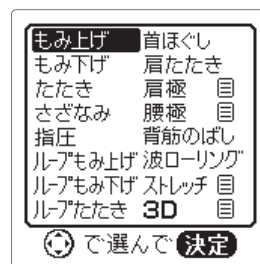 もみ上げ 首ほぐし
もみ下げ 肩たたき
たたき 肩極
さざなみ 腰極
指圧 背筋のばし
ループもみ上げ 波ローリング
ループもみ下げ ストレッチ
ループたたき 3D
で選んで 決定